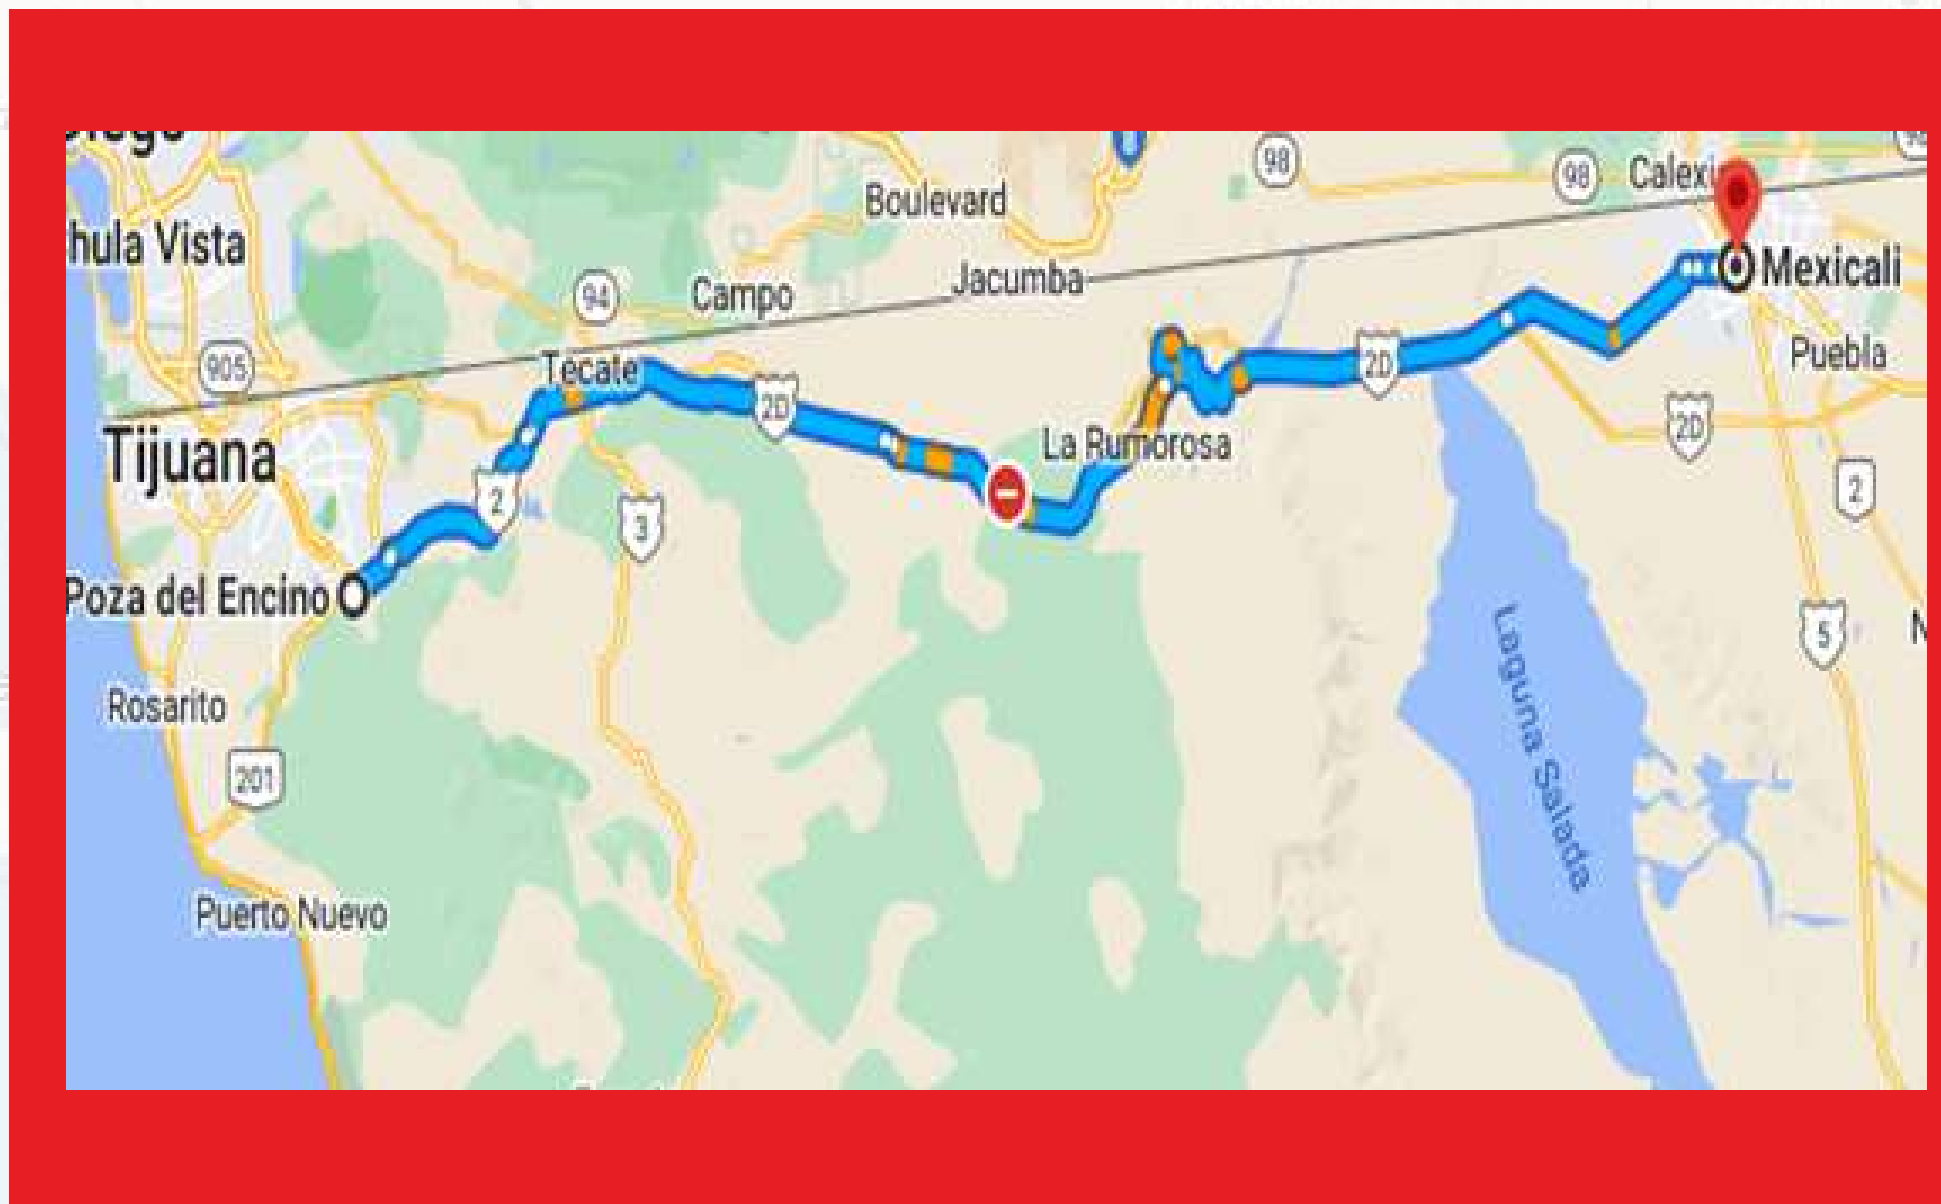 98
98
Calexi
Boulevard
hula Vista
Jacumba
Mexicali
94
Campo
905
Tecate
2D
Puebla
2D
2D
Tijuana
La Rumorosa
2
2
3
Poza del Encino
5
Laguna Salada
Rosarito
201
Puerto Nuevo